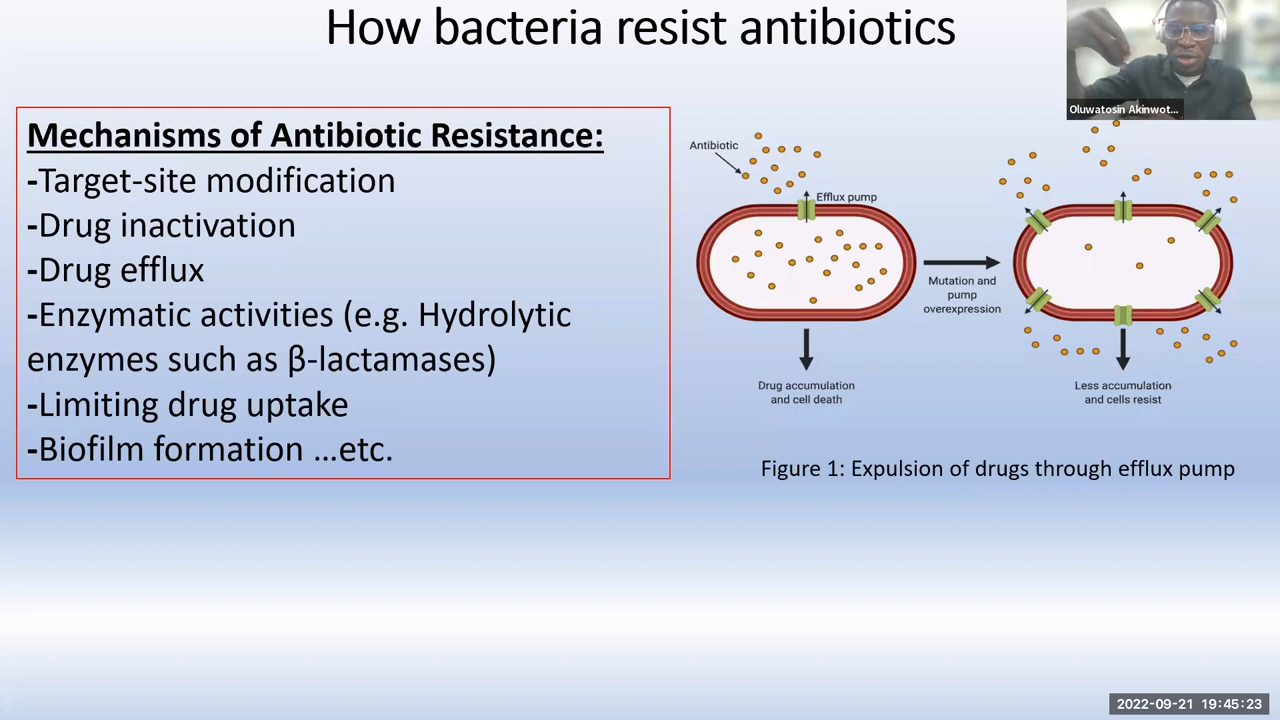 How bacteria resist antibiotics
Oluwatosin Akinwot...
Mechanisms of Antibiotic Resistance:
-Target-site modification
-Drug inactivation
-Drug efflux
-Enzymatic activities (e.g. Hydrolytic
enzymes such as β-lactamases)
-Limiting drug uptake
-Biofilm formation ...etc.
Antibiotic
Efflux pump
Mutation and
pump
overexpression
Drug accumulation
and cell death
Less accumulation
and cells resist
Figure 1: Expulsion of drugs through efflux pump
2022-09-21 19:45:23